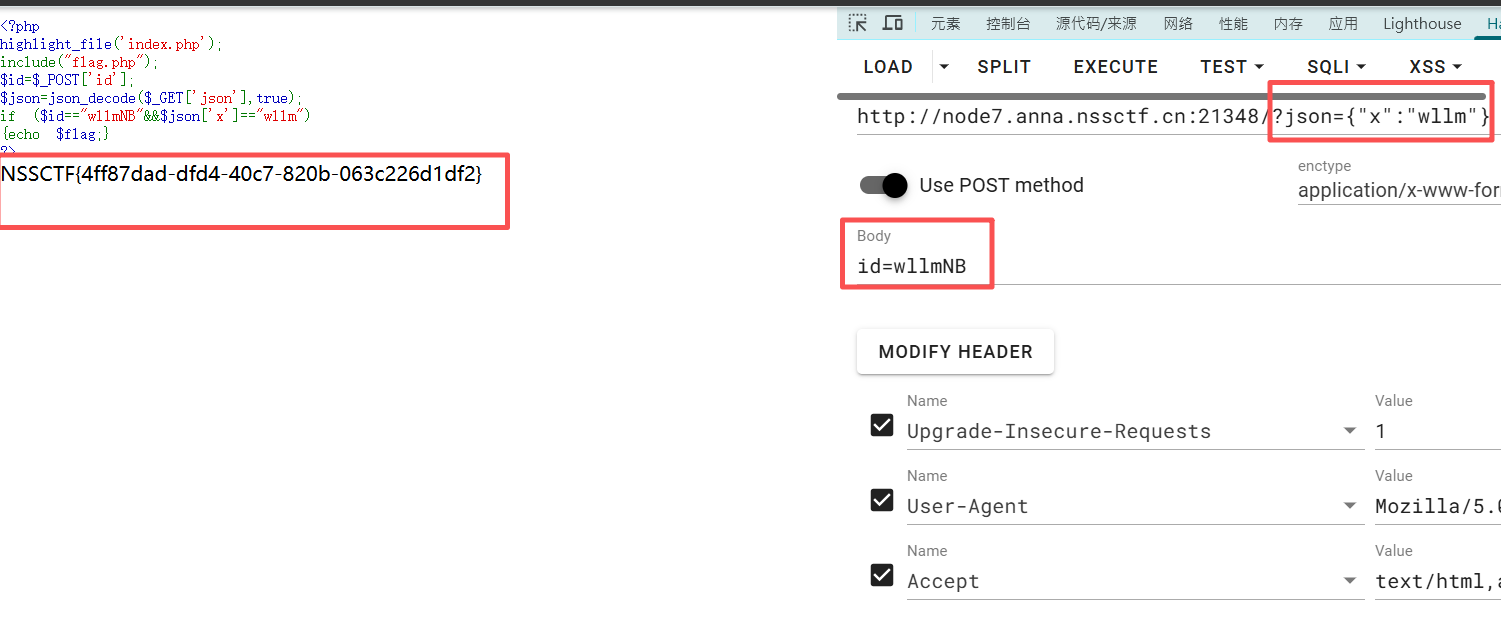 <?php
highlight_file('index.php');
include("flag.php");
$id=$_POST['id'];
$json=json_decode($_GET['json'],true);
if ($id=="wllmNB"&&$json['x']=="wllm")
{echo $flag;}
?>
NSSCTF{4ff87dad-dfd4-40c7-820b-063c226d1df2}
元素 控制台 源代码/来源 网络 性能 内存 应用 Lighthouse
LOAD SPLIT EXECUTE TEST SQLI XSS
http://node7.anna.nssctf.cn:21348/?json={"x":"wllm"}
Use POST method
enctype
application/x-www-for
Body
id=wllmNB
MODIFY HEADER
Name Value
Upgrade-Insecure-Requests 1
Name Value
User-Agent Mozilla/5.0
Name Value
Accept text/html,a